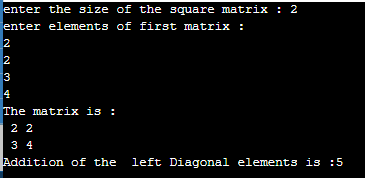 enter the size of the square matrix : 2
enter elements of first matrix :
2
2
3
4
The matrix is :
 2 2
 3 4
Addition of the  left Diagonal elements is :5